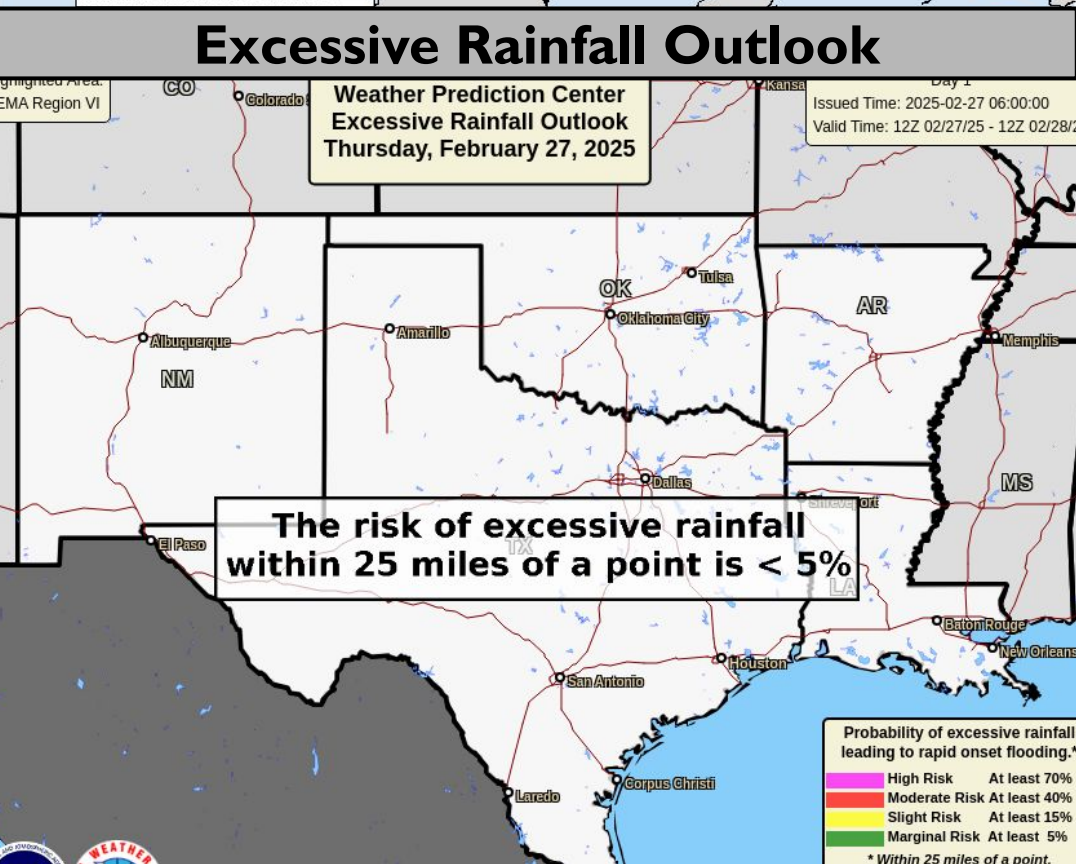 Excessive Rainfall Outlook
EMA Region VI
CO
Colorado
Weather Prediction Center
Excessive Rainfall Outlook
Thursday, February 27, 2025
Kansa
Day 1
Issued Time: 2025-02-27 06:00:00
Valid Time: 12Z 02/27/25 - 12Z 02/28/2
Tulsa
OK
Oklahoma City
AR
Amarillo
Albuquerque
Memphis
NM
Dallas
MS
Shreveport
The risk of excessive rainfall
within 25 miles of a point is < 5%
TX
El Paso
LA
Baton Rouge
New Orleans
Houston
San Antonio
Corpus Christi
Laredo
Probability of excessive rainfall
leading to rapid onset flooding.*
High Risk At least 70%
Moderate Risk At least 40%
Slight Risk At least 15%
Marginal Risk At least 5%
* Within 25 miles of a point.
WEATHER